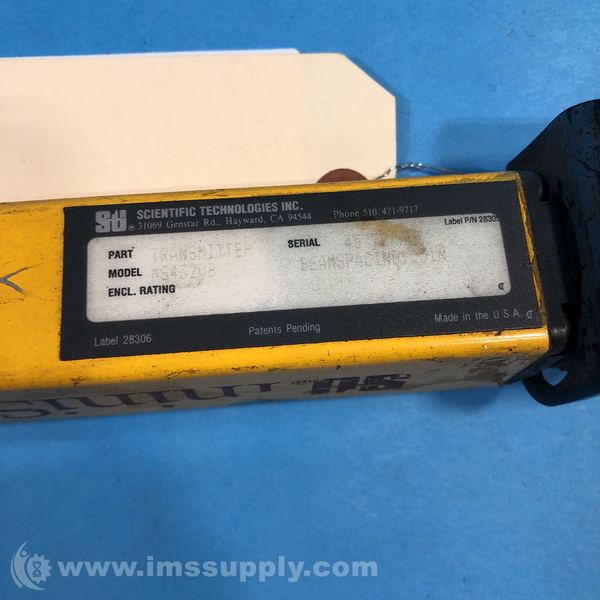 Sti ® SCIENTIFIC TECHNOLOGIES INC.
31069 Genstar Rd., Hayward, CA 94544 Phone 510/471-9717
Label P/N 28305
PART TRANSMITTER SERIAL
MODEL MS4320B BEAMSPACING
ENCL. RATING
Label 28306 Patents Pending Made in the U.S.A.
www.imssupply.com